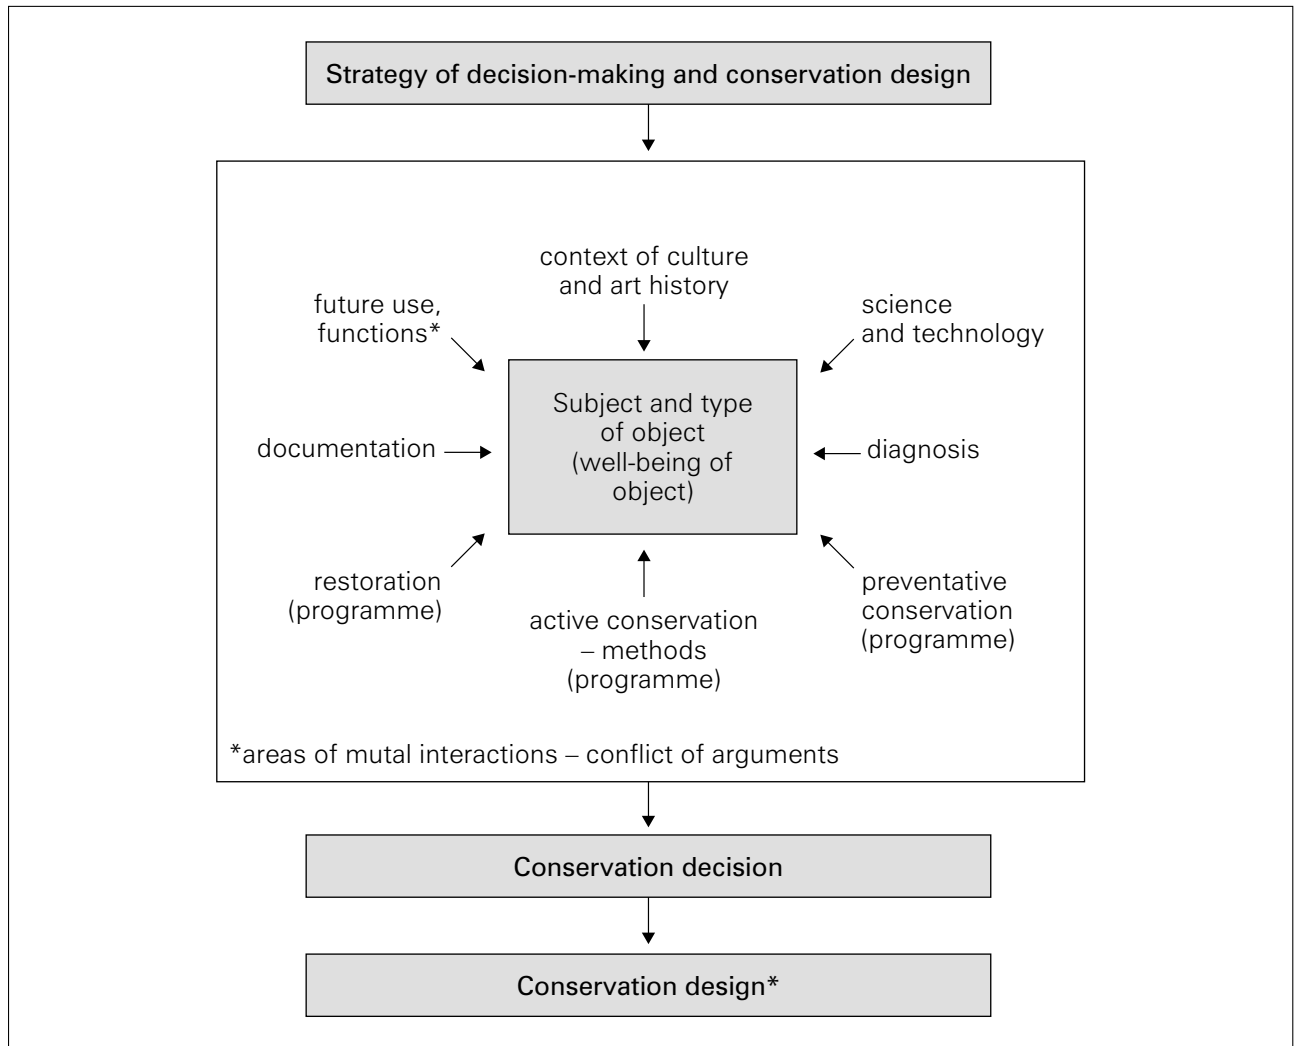 Strategy of decision-making and conservation design
context of culture
and art history
future use,
functions*
science
and technology
Subject and type
of object
(well-being of
object)
documentation
diagnosis
restoration
(programme)
active conservation
– methods
(programme)
preventative
conservation
(programme)
*areas of mutal interactions – conflict of arguments
Conservation decision
Conservation design*